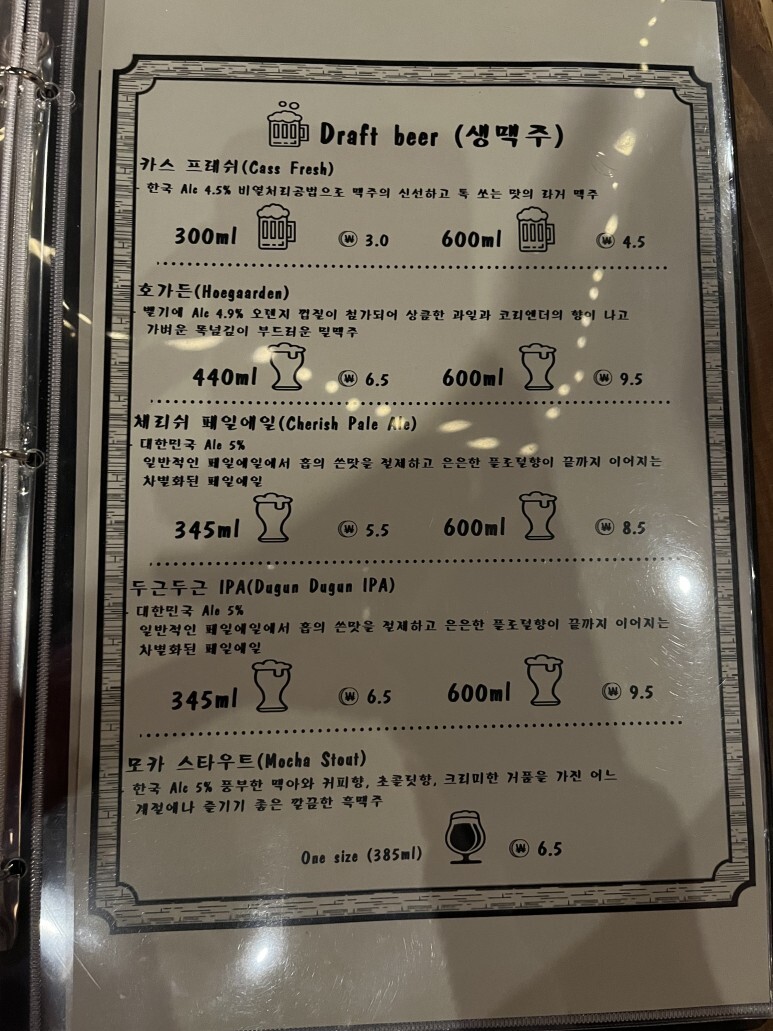 Draft beer (생맥주)
카스 프레쉬(Cass Fresh)
- 한국 Alc 4.5% 비열처리공법으로 맥주의 신선하고 톡 쏘는 맛의 라거 맥주
300ml ₩ 3.0 600ml ₩ 4.5
호가든(Hoegaarden)
- 벨기에 Alc 4.9% 오렌지 껍질이 첨가되어 상큼한 과일과 코리엔더의 향이 나고
가벼운 목넘김이 부드러운 밀맥주
440ml ₩ 6.5 600ml ₩ 9.5
체리쉬 페일에일(Cherish Pale Ale)
- 대한민국 Alc 5%
일반적인 페일에일에서 홉의 쓴맛을 절제하고 은은한 플로럴향이 끝까지 이어지는
차별화된 페일에일
345ml ₩ 5.5 600ml ₩ 8.5
두근두근 IPA(Dugun Dugun IPA)
- 대한민국 Alc 5%
일반적인 페일에일에서 홉의 쓴맛을 절제하고 은은한 플로럴향이 끝까지 이어지는
차별화된 페일에일
345ml ₩ 6.5 600ml ₩ 9.5
모카 스타우트(Mocha Stout)
- 한국 Alc 5% 풍부한 맥아와 커피향, 초콜릿향, 크리미한 거품을 가진 어느
계절에나 즐기기 좋은 깔끔한 흑맥주
One size (385ml) ₩ 6.5